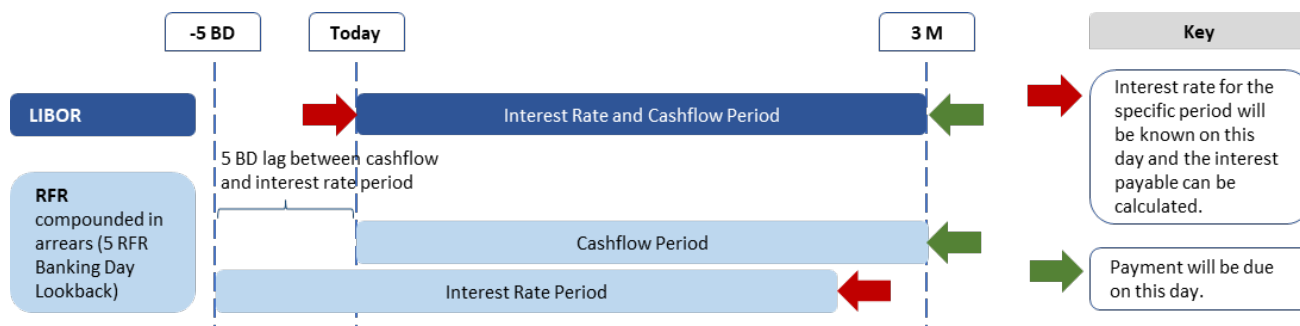 -5 BD
Today
3 M
Key
LIBOR
Interest Rate and Cashflow Period
Interest rate for the
specific period will
be known on this
day and the interest
payable can be
calculated.
5 BD lag between cashflow
and interest rate period
RFR
compounded in
arrears (5 RFR
Banking Day
Lookback)
Cashflow Period
Interest Rate Period
Payment will be due
on this day.